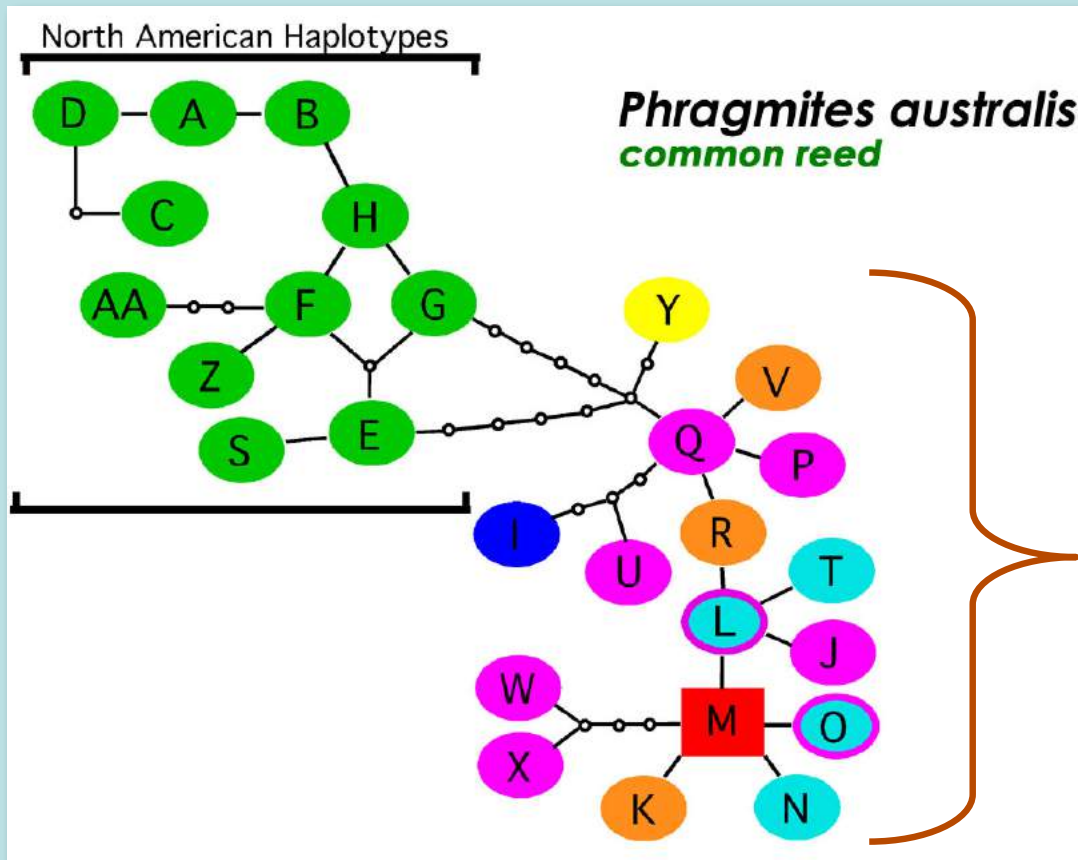 North American Haplotypes
Phragmites australis
common reed
D A B
C H
AA F G Y
Z V
S E Q P
I U R T
L J
W M O
X
K N